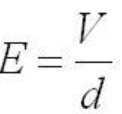 E = V/d